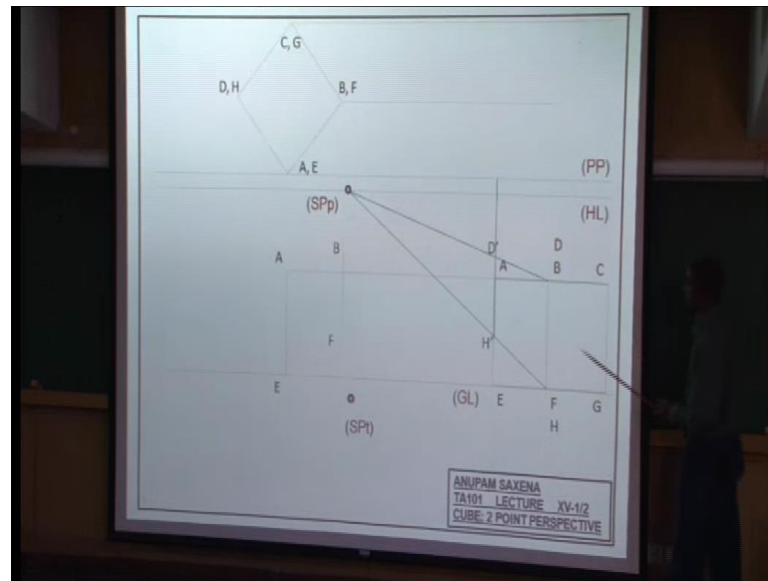 C, G
D, H B, F
A, E (PP)
(SPp) (HL)
D' D
A B A B C
F H'
E (GL) E F G
(SPt) H
ANUPAM SAXENA
TA101 LECTURE XV-1/2
CUBE: 2 POINT PERSPECTIVE